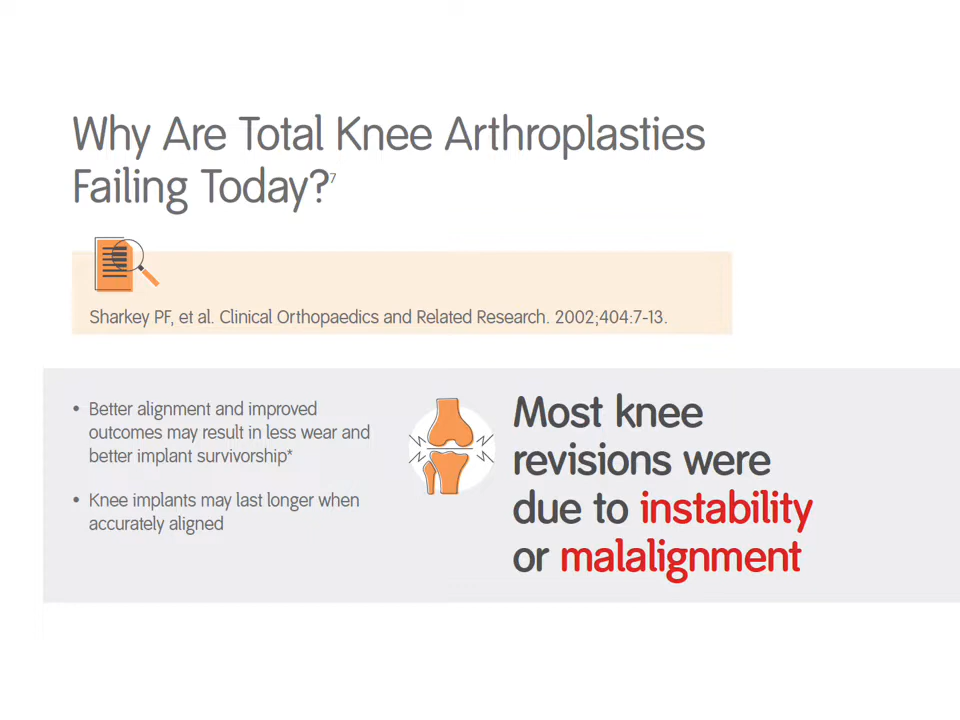 Why Are Total Knee Arthroplasties
Failing Today?⁷
Sharkey PF, et al. Clinical Orthopaedics and Related Research. 2002;404:7-13.
• Better alignment and improved
outcomes may result in less wear and
better implant survivorship*
• Knee implants may last longer when
accurately aligned
Most knee
revisions were
due to instability
or malalignment